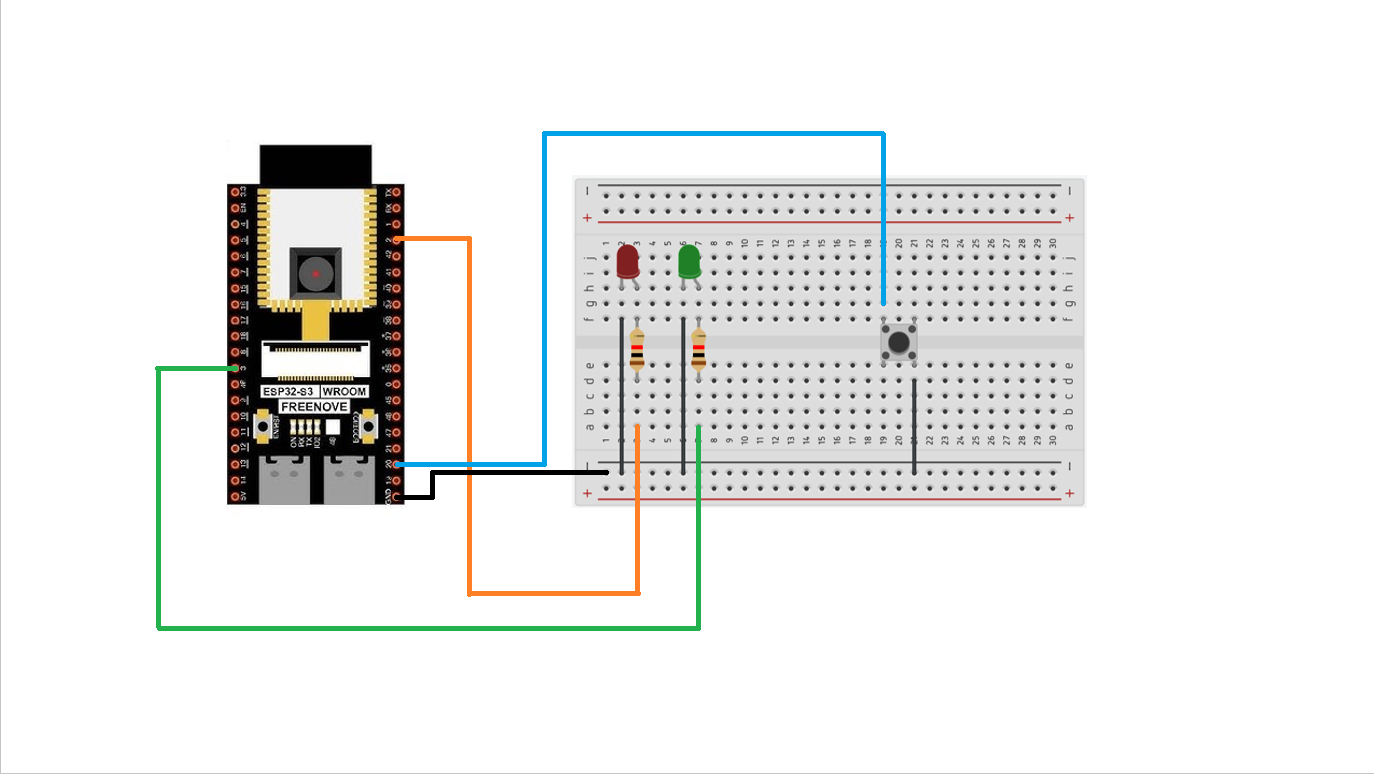 3.3
EN
4
5
6
7
15
16
17
18
8
3
46
9
10
11
12
13
14
5V
TX
RX
1
2
42
41
40
39
38
37
36
35
0
45
48
47
21
20
19
GND
ESP32-S3 WROOM
FREENOVE
ON
RX
TX
IO2
48
− −
+ +
1 2 3 4 5 6 7 8 9 10 11 12 13 14 15 16 17 18 19 20 21 22 23 24 25 26 27 28 29 30
j j
i i
h h
g g
f f
e e
d d
c c
b b
a a
1 2 3 4 5 6 7 8 9 10 11 12 13 14 15 16 17 18 19 20 21 22 23 24 25 26 27 28 29 30
− −
+ +